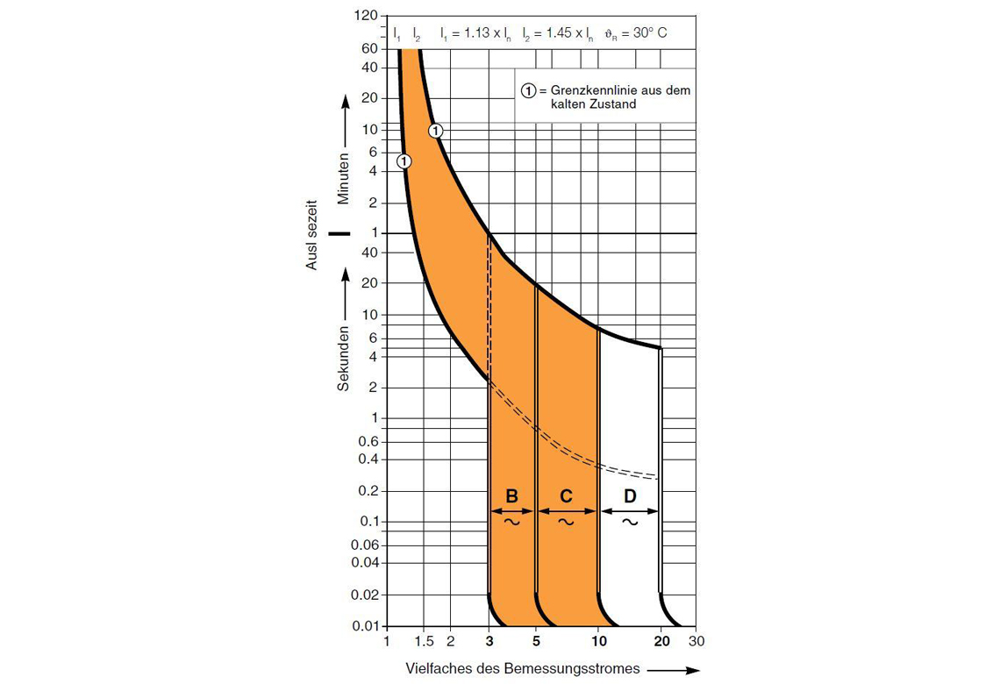 120
I1 I2 I1 = 1.13 x In I2 = 1.45 x In ϑR = 30° C
60
40
① = Grenzkennlinie aus dem
kalten Zustand
20
10
1
6
1
4
2
1
Minuten
Ausl sezeit
Sekunden
40
20
10
6
4
2
1
0.6
0.4
0.2
B C D
0.1
0.06
0.04
0.02
0.01
1 1.5 2 3 5 10 20 30
Vielfaches des Bemessungsstromes